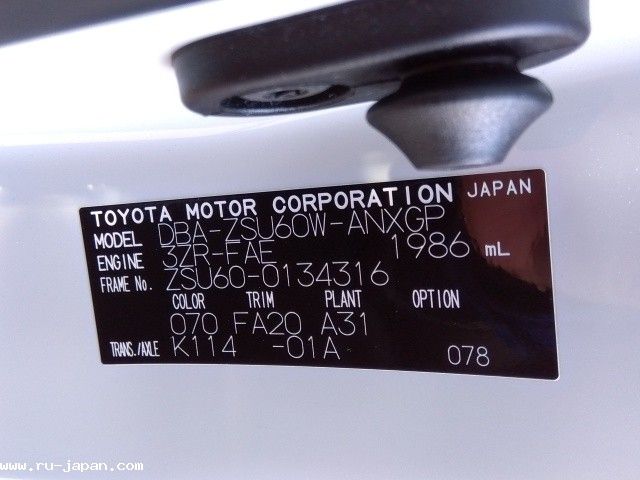 TOYOTA MOTOR CORPORATION JAPAN
MODEL DBA-ZSU60W-ANXGP
ENGINE 3ZR-FAE 1986 mL
FRAME No. ZSU60-0134316
COLOR TRIM PLANT OPTION
070 FA20 A31
TRANS./AXLE K114 -01A 078
www.ru-japan.com